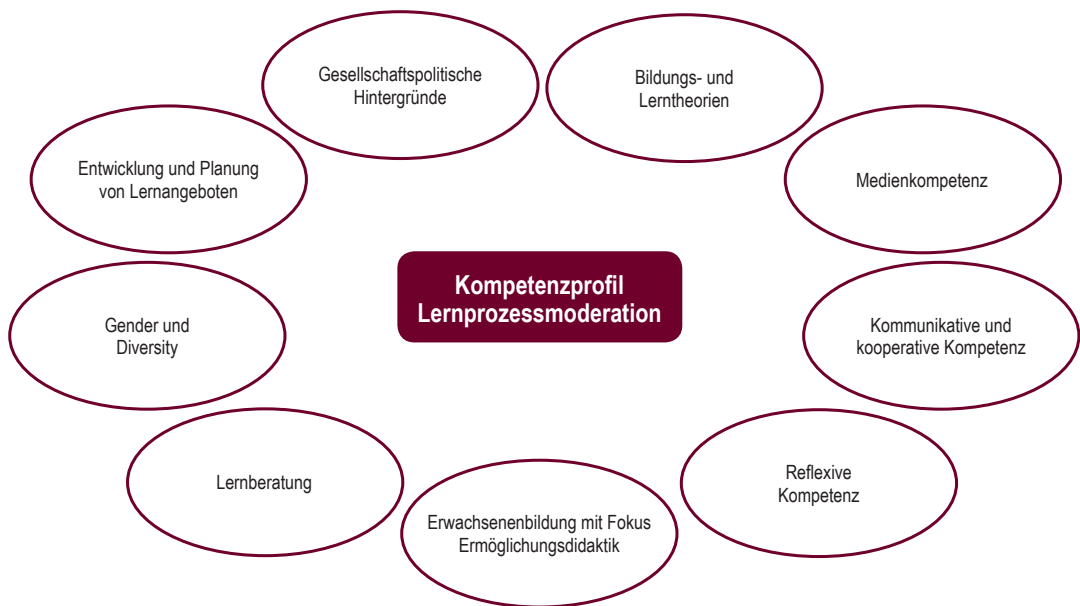 Gesellschaftspolitische
Hintergründe
Bildungs- und
Lerntheorien
Entwicklung und Planung
von Lernangeboten
Medienkompetenz
Kompetenzprofil
Lernprozessmoderation
Gender und
Diversity
Kommunikative und
kooperative Kompetenz
Lernberatung
Reflexive
Kompetenz
Erwachsenenbildung mit Fokus
Ermöglichungsdidaktik